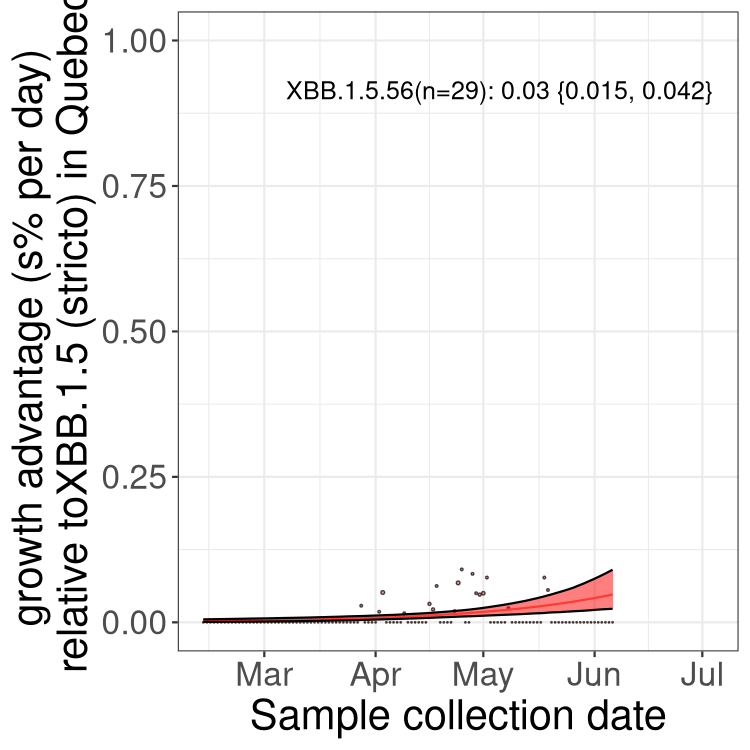 growth advantage (s% per day)
relative toXBB.1.5 (stricto) in Quebec
1.00
XBB.1.5.56(n=29): 0.03 {0.015, 0.042}
0.75
0.50
0.25
0.00
Mar Apr May Jun Jul
Sample collection date